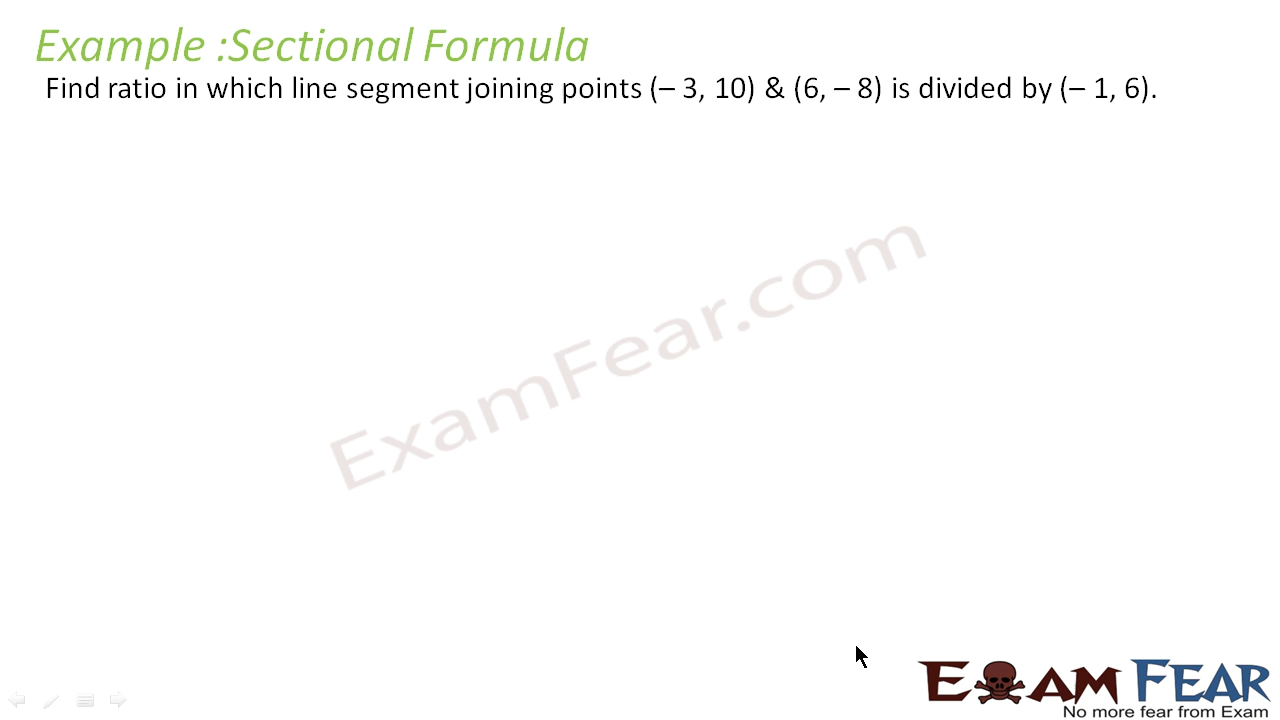 Example :Sectional Formula
Find ratio in which line segment joining points (– 3, 10) & (6, – 8) is divided by (– 1, 6).
ExamFear.com
EXAM FEAR
No more fear from Exam